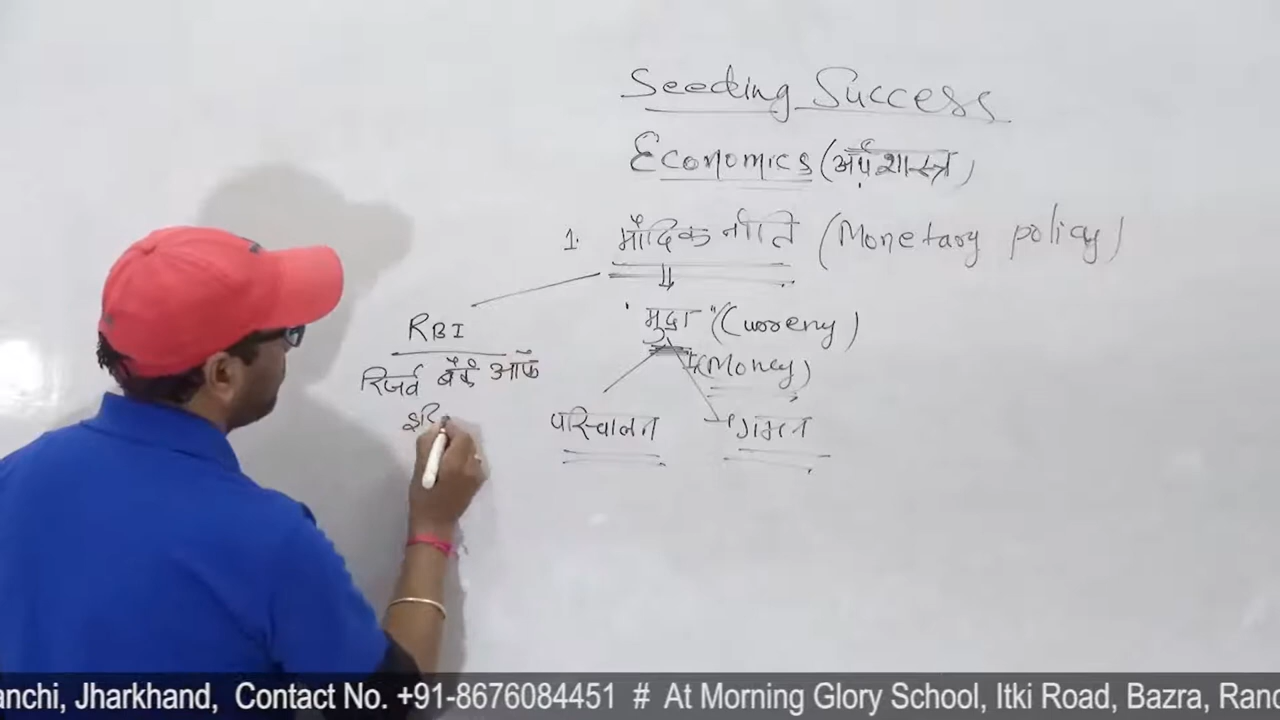 Seeding Success
Economics (अर्थशास्त्र)
1. मौद्रिक नीति (Monetary policy)
"मुद्रा" (Curreny)
(Money)
परिचालन
गमन
RBI
रिजर्व बैंक ऑफ
इि
anchi, Jharkhand, Contact No. +91-8676084451 # At Morning Glory School, Itki Road, Bazra, Ranc